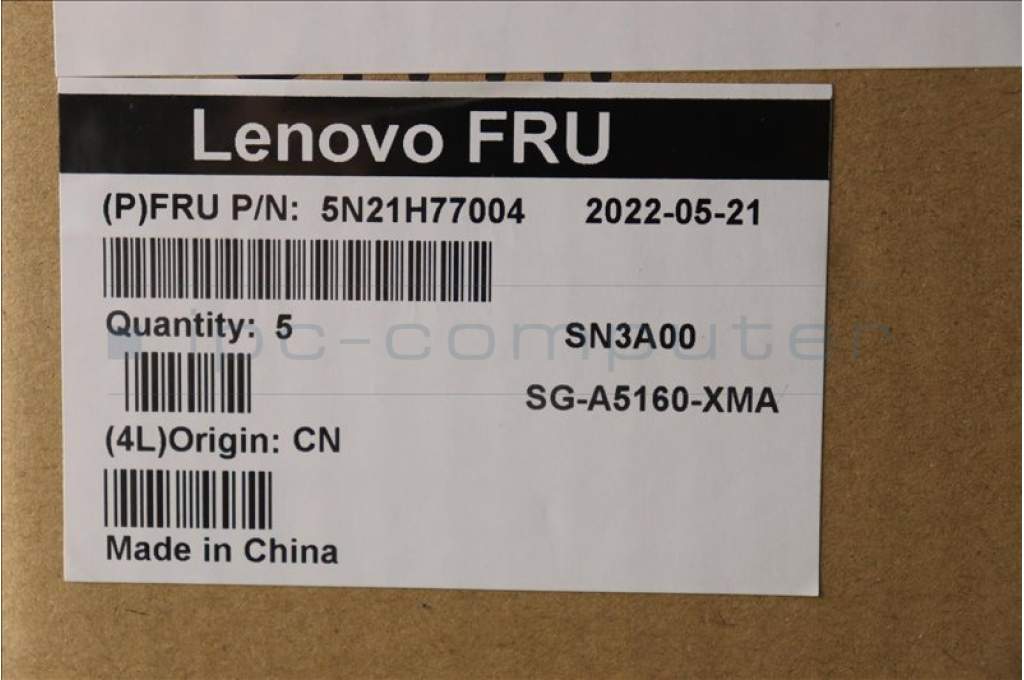 Lenovo FRU
(P)FRU P/N: 5N21H77004 2022-05-21
Quantity: 5 SN3A00
ipc-computer
SG-A5160-XMA
(4L)Origin: CN
Made in China